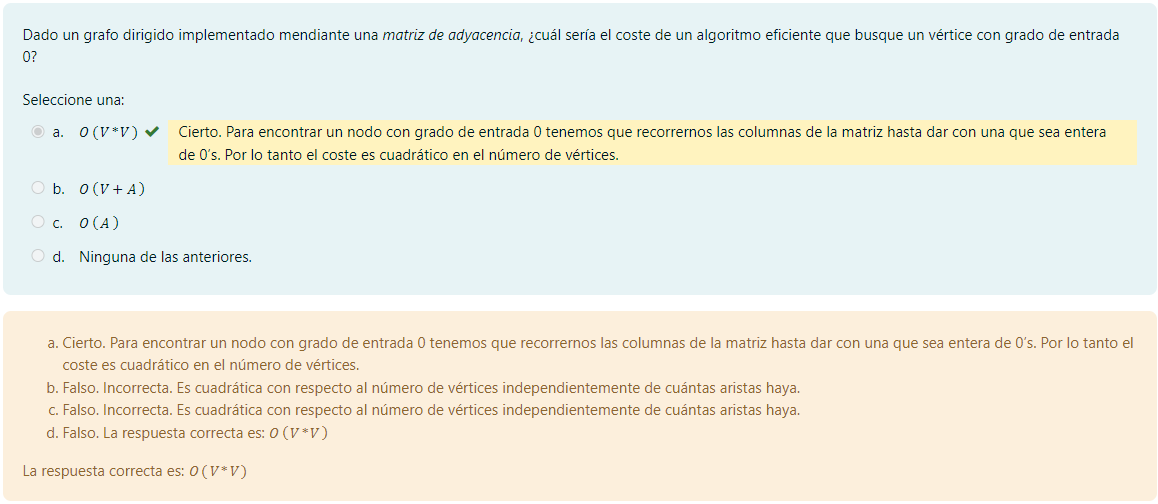 Dado un grafo dirigido implementado mendiante una matriz de adyacencia, ¿cuál sería el coste de un algoritmo eficiente que busque un vértice con grado de entrada
0?
Seleccione una:
a. O (V*V) ✔ Cierto. Para encontrar un nodo con grado de entrada 0 tenemos que recorrernos las columnas de la matriz hasta dar con una que sea entera
de 0's. Por lo tanto el coste es cuadrático en el número de vértices.
b. O (V + A)
c. O (A)
d. Ninguna de las anteriores.
a. Cierto. Para encontrar un nodo con grado de entrada 0 tenemos que recorrernos las columnas de la matriz hasta dar con una que sea entera de 0's. Por lo tanto el
coste es cuadrático en el número de vértices.
b. Falso. Incorrecta. Es cuadrática con respecto al número de vértices independientemente de cuántas aristas haya.
c. Falso. Incorrecta. Es cuadrática con respecto al número de vértices independientemente de cuántas aristas haya.
d. Falso. La respuesta correcta es: O (V*V)
La respuesta correcta es: O (V*V)